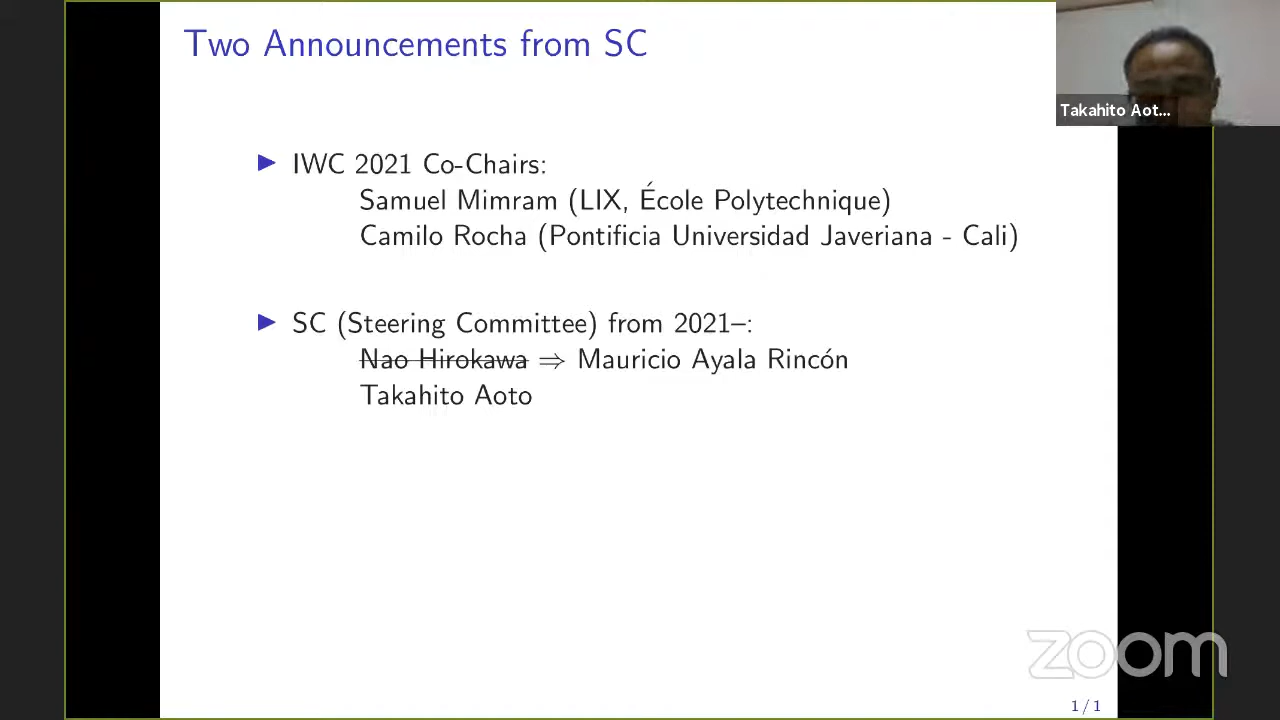 Two Announcements from SC
Takahito Aot...
▶ IWC 2021 Co-Chairs:
Samuel Mimram (LIX, École Polytechnique)
Camilo Rocha (Pontificia Universidad Javeriana - Cali)
▶ SC (Steering Committee) from 2021–:
Nao Hirokawa ⇒ Mauricio Ayala Rincón
Takahito Aoto
zoom
1 / 1